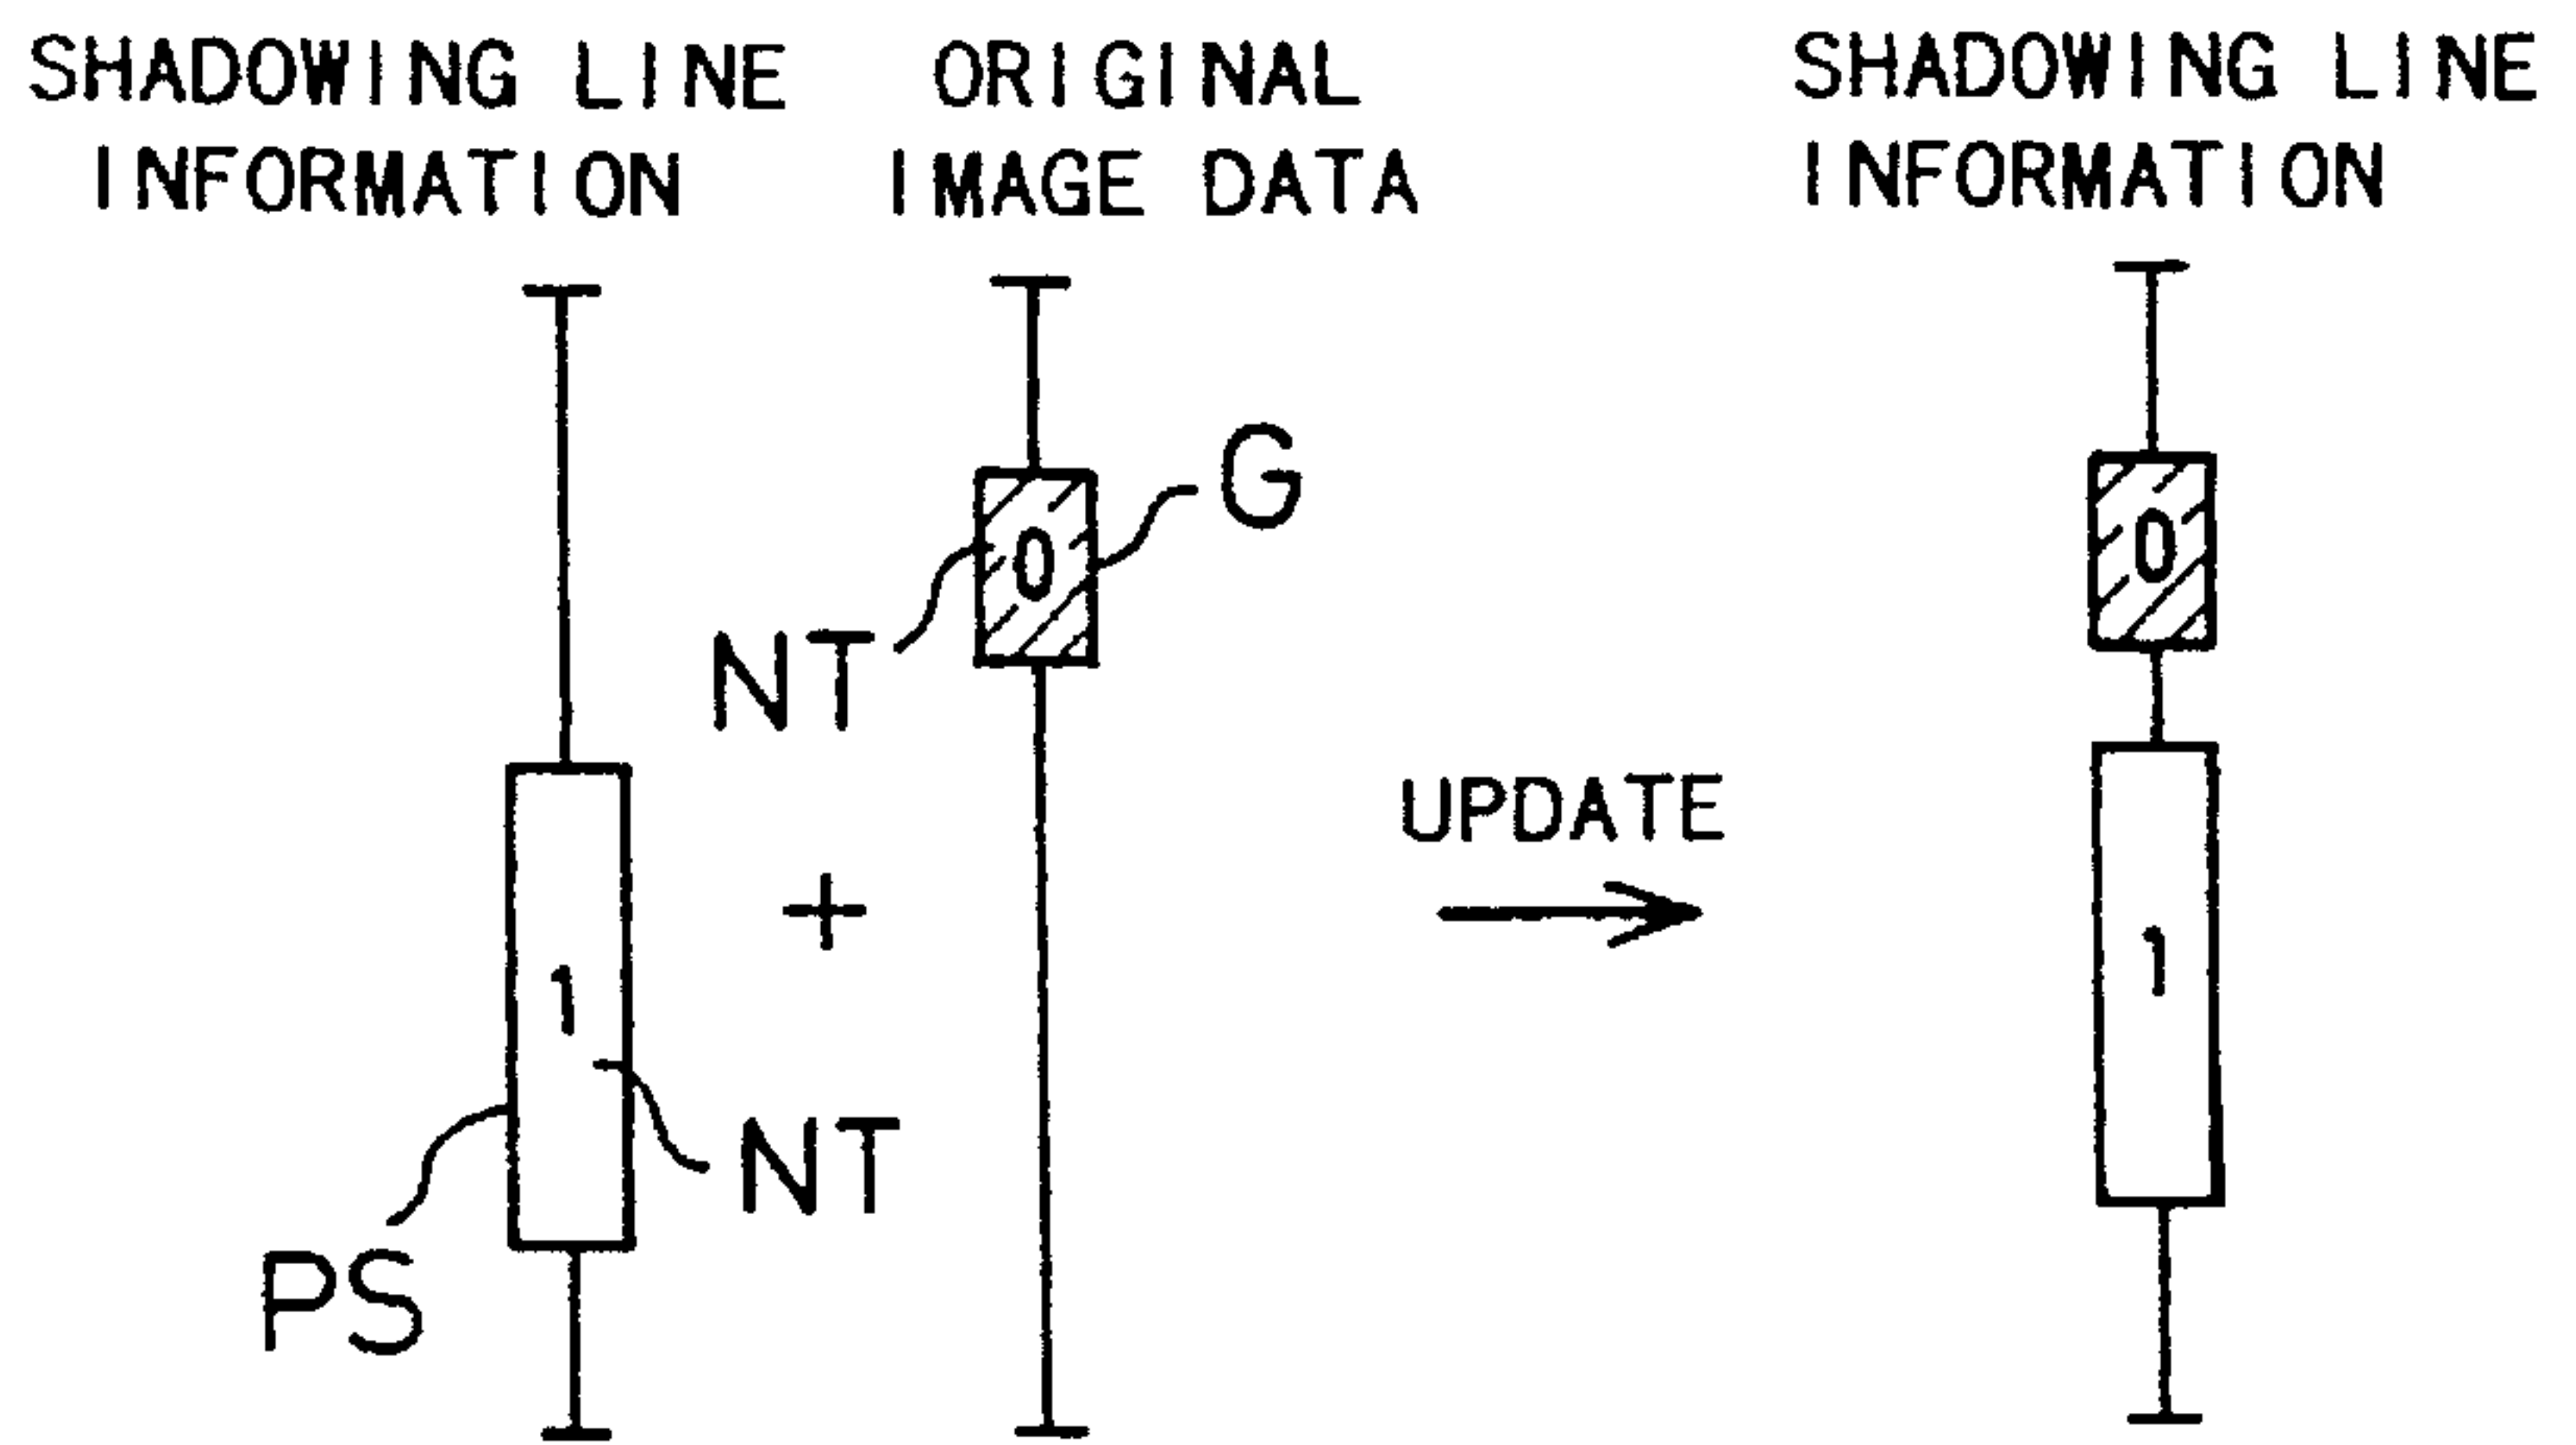 SHADOWING LINE
INFORMATION
ORIGINAL
IMAGE DATA
SHADOWING LINE
INFORMATION
G
0
0
NT
UPDATE
+
1
1
NT
PS